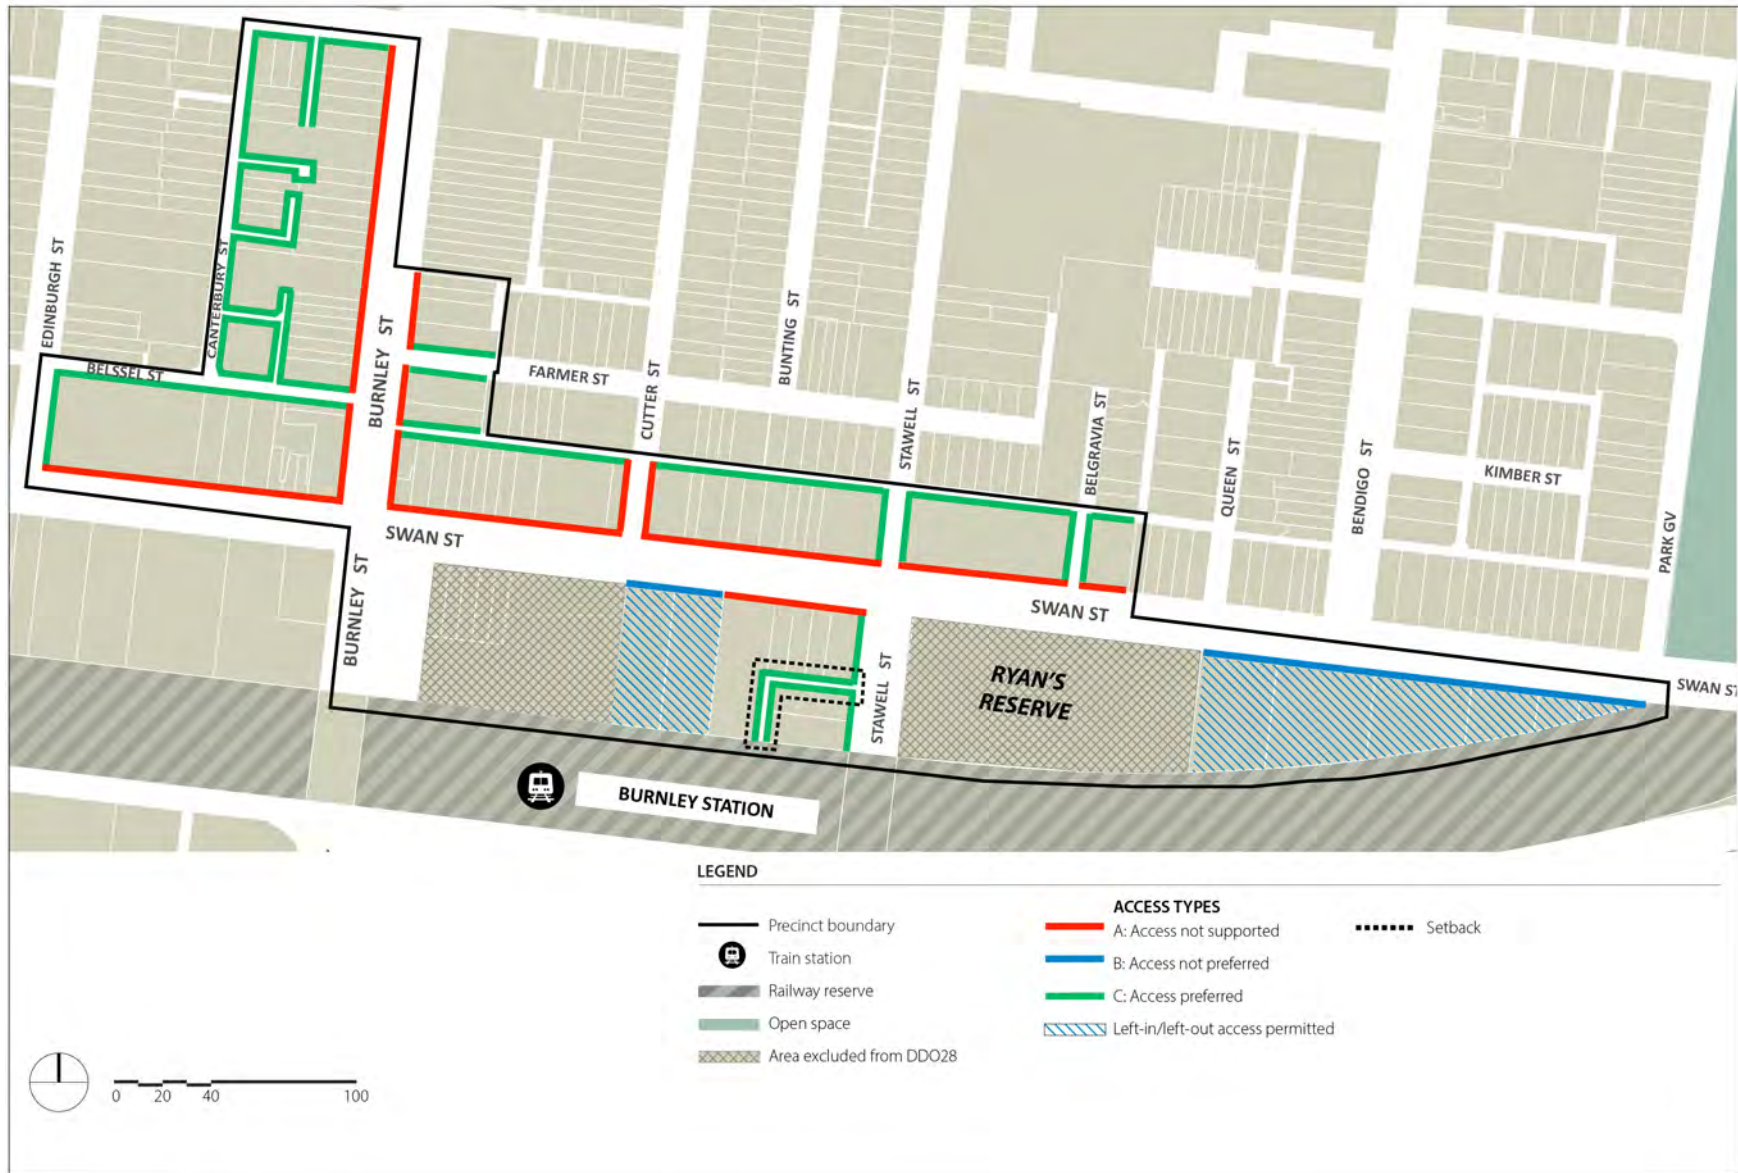 EDINBURGH ST
CANTERBURY ST
BELSSEL ST
BURNLEY ST
FARMER ST
CUTTER ST
BUNTING ST
STAWELL ST
BELGRAVIA ST
QUEEN ST
BENDIGO ST
KIMBER ST
PARK GV
SWAN ST
BURNLEY ST
SWAN ST
STAWELL ST
RYAN'S
RESERVE
SWAN ST
BURNLEY STATION
LEGEND
Precinct boundary
Train station
Railway reserve
Open space
Area excluded from DDO28
ACCESS TYPES
A: Access not supported
B: Access not preferred
C: Access preferred
Left-in/left-out access permitted
Setback
0 20 40 100